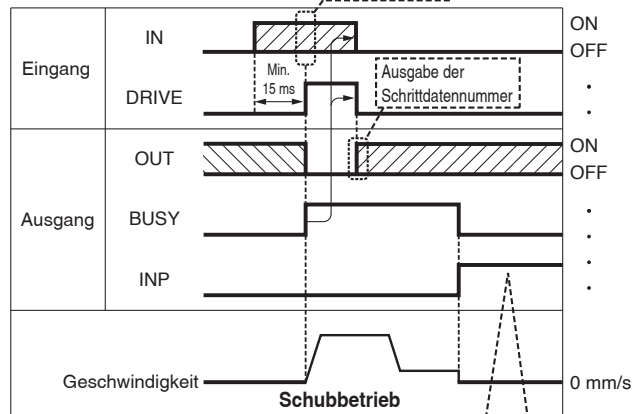 IN
ON
OFF
Eingang
Min.
15 ms
Ausgabe der
Schrittdatennummer
DRIVE
OUT
ON
OFF
Ausgang
BUSY
INP
Geschwindigkeit
0 mm/s
Schubbetrieb